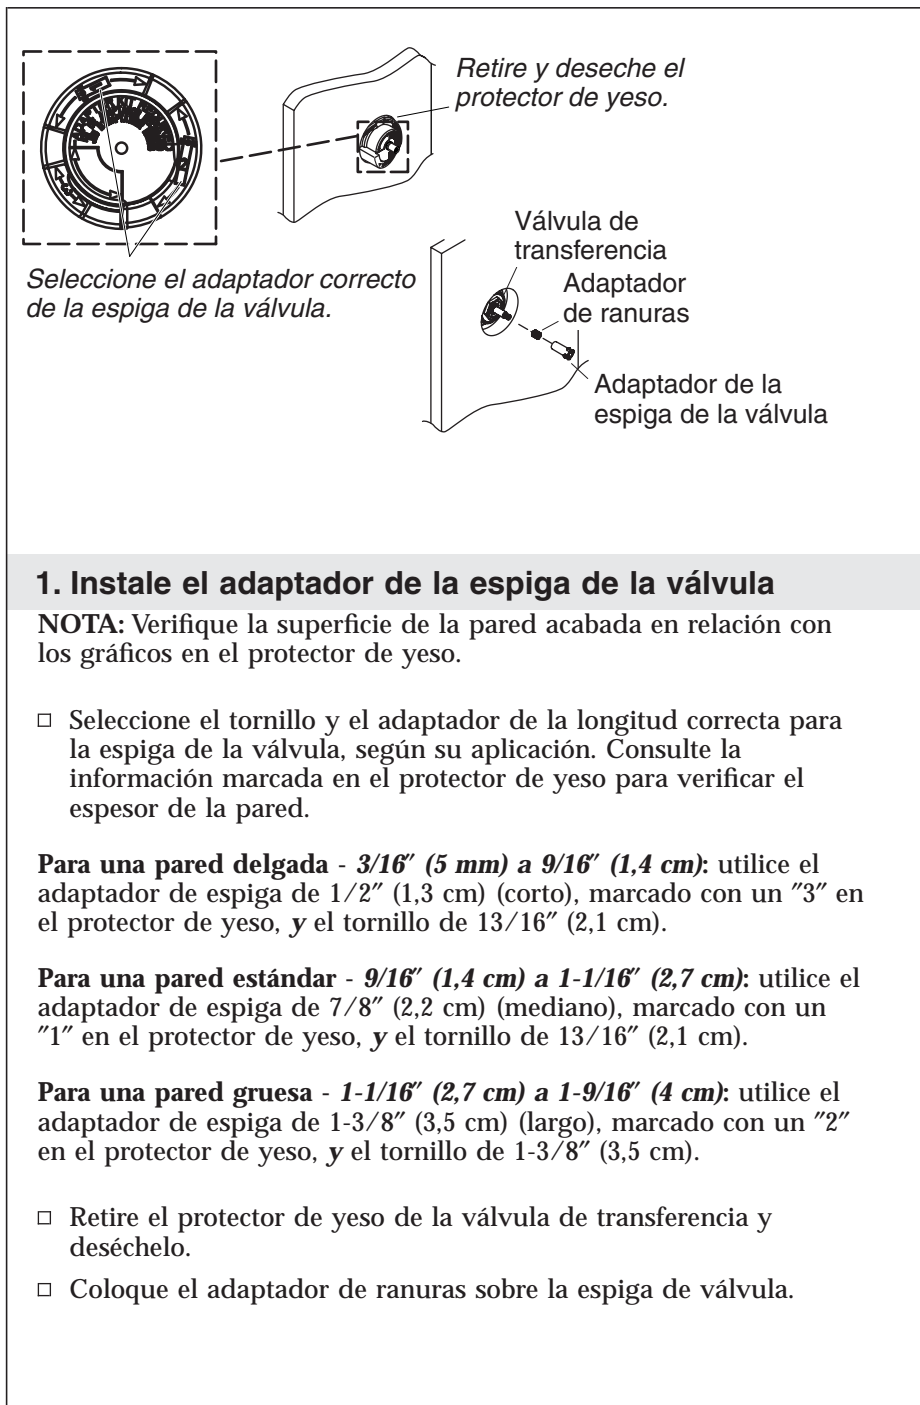 Retire y deseche el
protector de yeso.
Válvula de
transferencia
Seleccione el adaptador correcto
de la espiga de la válvula.
Adaptador
de ranuras
Adaptador de la
espiga de la válvula
1. Instale el adaptador de la espiga de la válvula
NOTA: Verifique la superficie de la pared acabada en relación con
los gráficos en el protector de yeso.
□ Seleccione el tornillo y el adaptador de la longitud correcta para
la espiga de la válvula, según su aplicación. Consulte la
información marcada en el protector de yeso para verificar el
espesor de la pared.
Para una pared delgada - 3/16″ (5 mm) a 9/16″ (1,4 cm): utilice el
adaptador de espiga de 1/2″ (1,3 cm) (corto), marcado con un ″3″ en
el protector de yeso, y el tornillo de 13/16″ (2,1 cm).
Para una pared estándar - 9/16″ (1,4 cm) a 1-1/16″ (2,7 cm): utilice el
adaptador de espiga de 7/8″ (2,2 cm) (mediano), marcado con un
″1″ en el protector de yeso, y el tornillo de 13/16″ (2,1 cm).
Para una pared gruesa - 1-1/16″ (2,7 cm) a 1-9/16″ (4 cm): utilice el
adaptador de espiga de 1-3/8″ (3,5 cm) (largo), marcado con un ″2″
en el protector de yeso, y el tornillo de 1-3/8″ (3,5 cm).
□ Retire el protector de yeso de la válvula de transferencia y
deséchelo.
□ Coloque el adaptador de ranuras sobre la espiga de válvula.